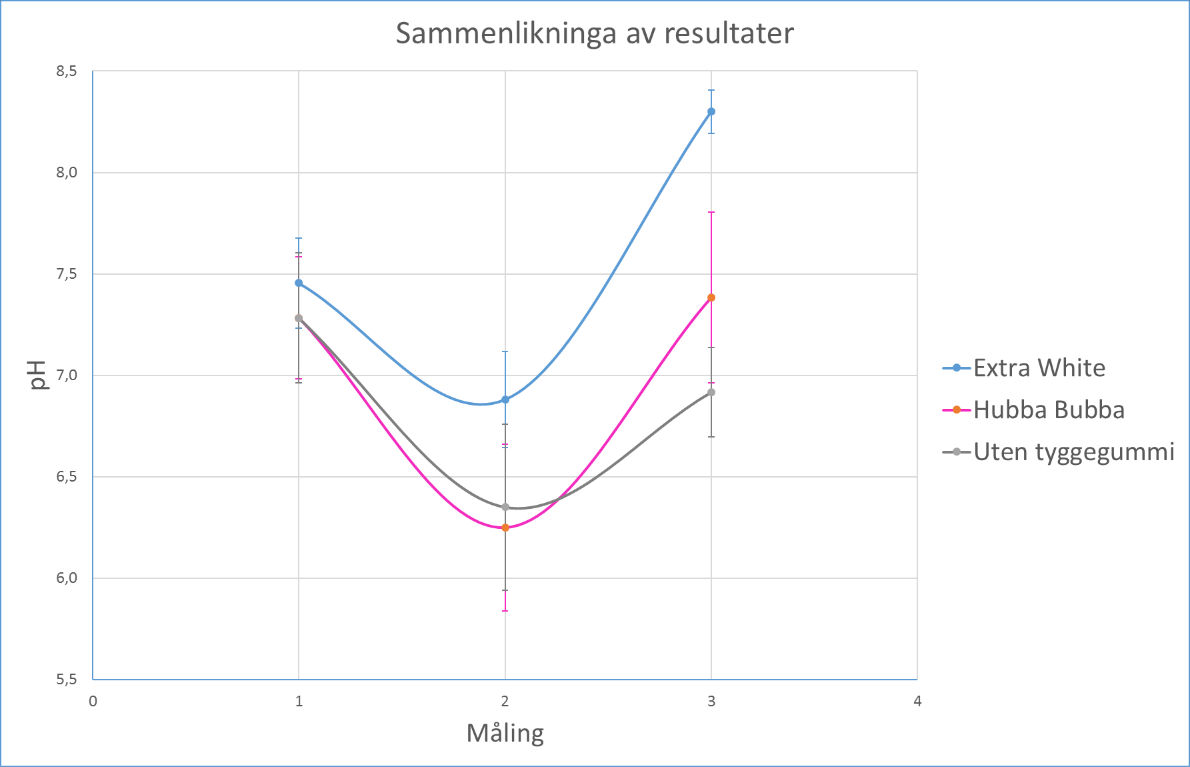 Sammenlikninga av resultater
8,5
8,0
7,5
7,0
6,5
6,0
5,5
pH
0 1 2 3 4
Måling
Extra White
Hubba Bubba
Uten tyggegummi